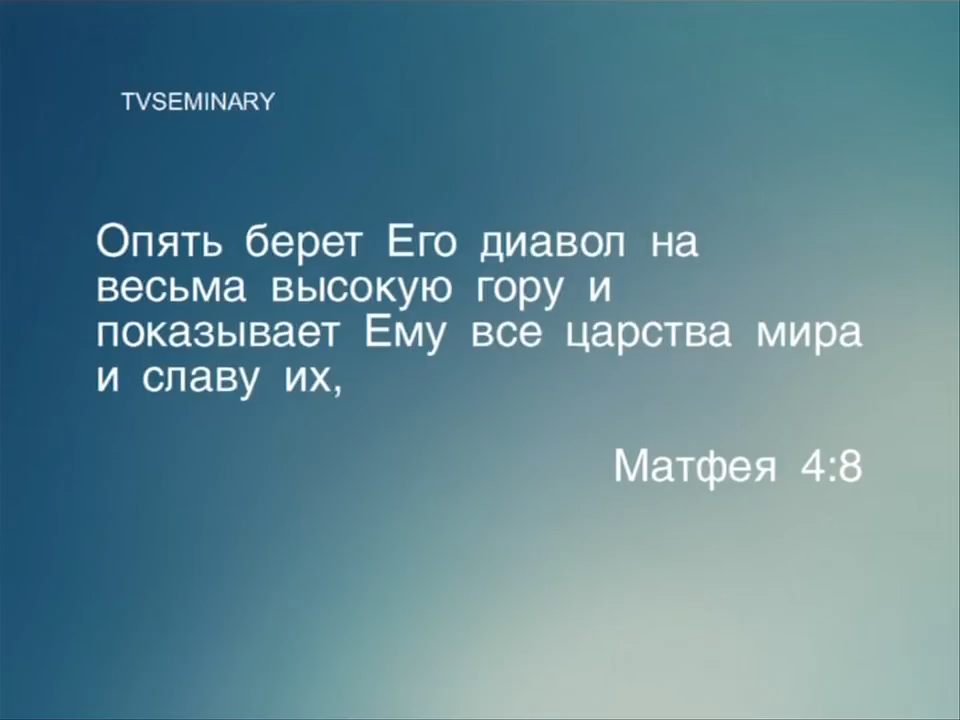 TVSEMINARY
Опять берет Его диавол на
весьма высокую гору и
показывает Ему все царства мира
и славу их,
Матфея 4:8